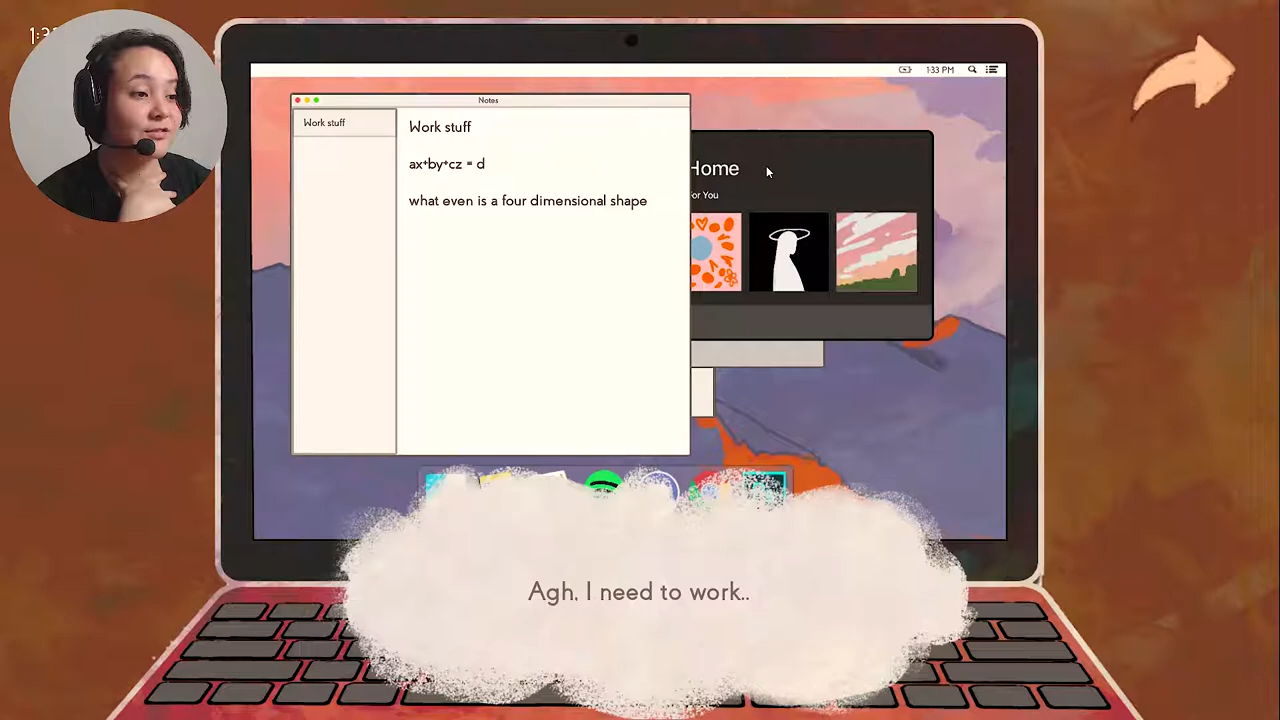 1:33 PM
Notes
Work stuff
Work stuff
ax+by+cz = d
what even is a four dimensional shape
Home
For You
Agh, I need to work..